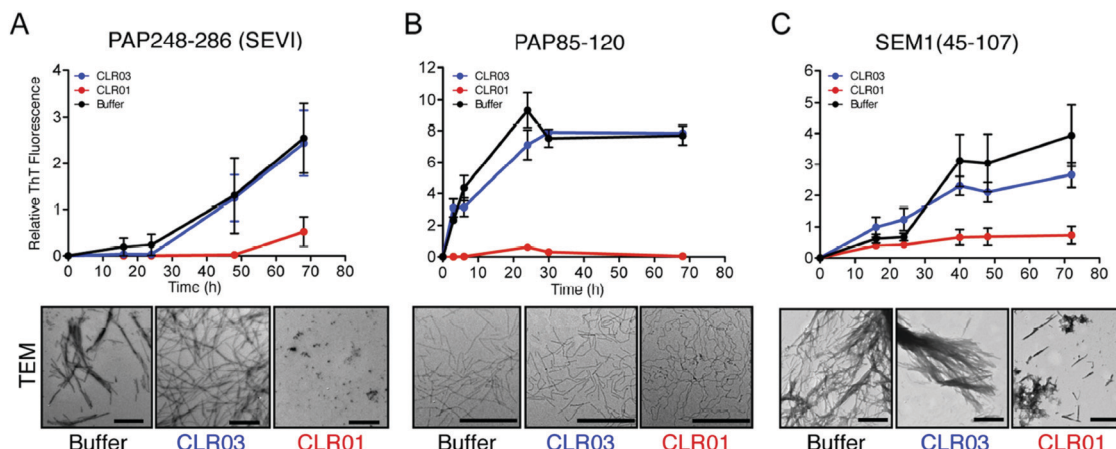 A
PAP248-286 (SEVI)
Relative ThT Fluorescence
4
3
2
1
0
CLR03
CLR01
Buffer
0 10 20 30 40 50 60 70 80
Time (h)
B
PAP85-120
12
10
8
6
4
2
0
CLR03
CLR01
Buffer
0 10 20 30 40 50 60 70 80
Time (h)
C
SEM1(45-107)
6
5
4
3
2
1
0
CLR03
CLR01
Buffer
0 10 20 30 40 50 60 70 80
TEM
Buffer CLR03 CLR01
Buffer CLR03 CLR01
Buffer CLR03 CLR01